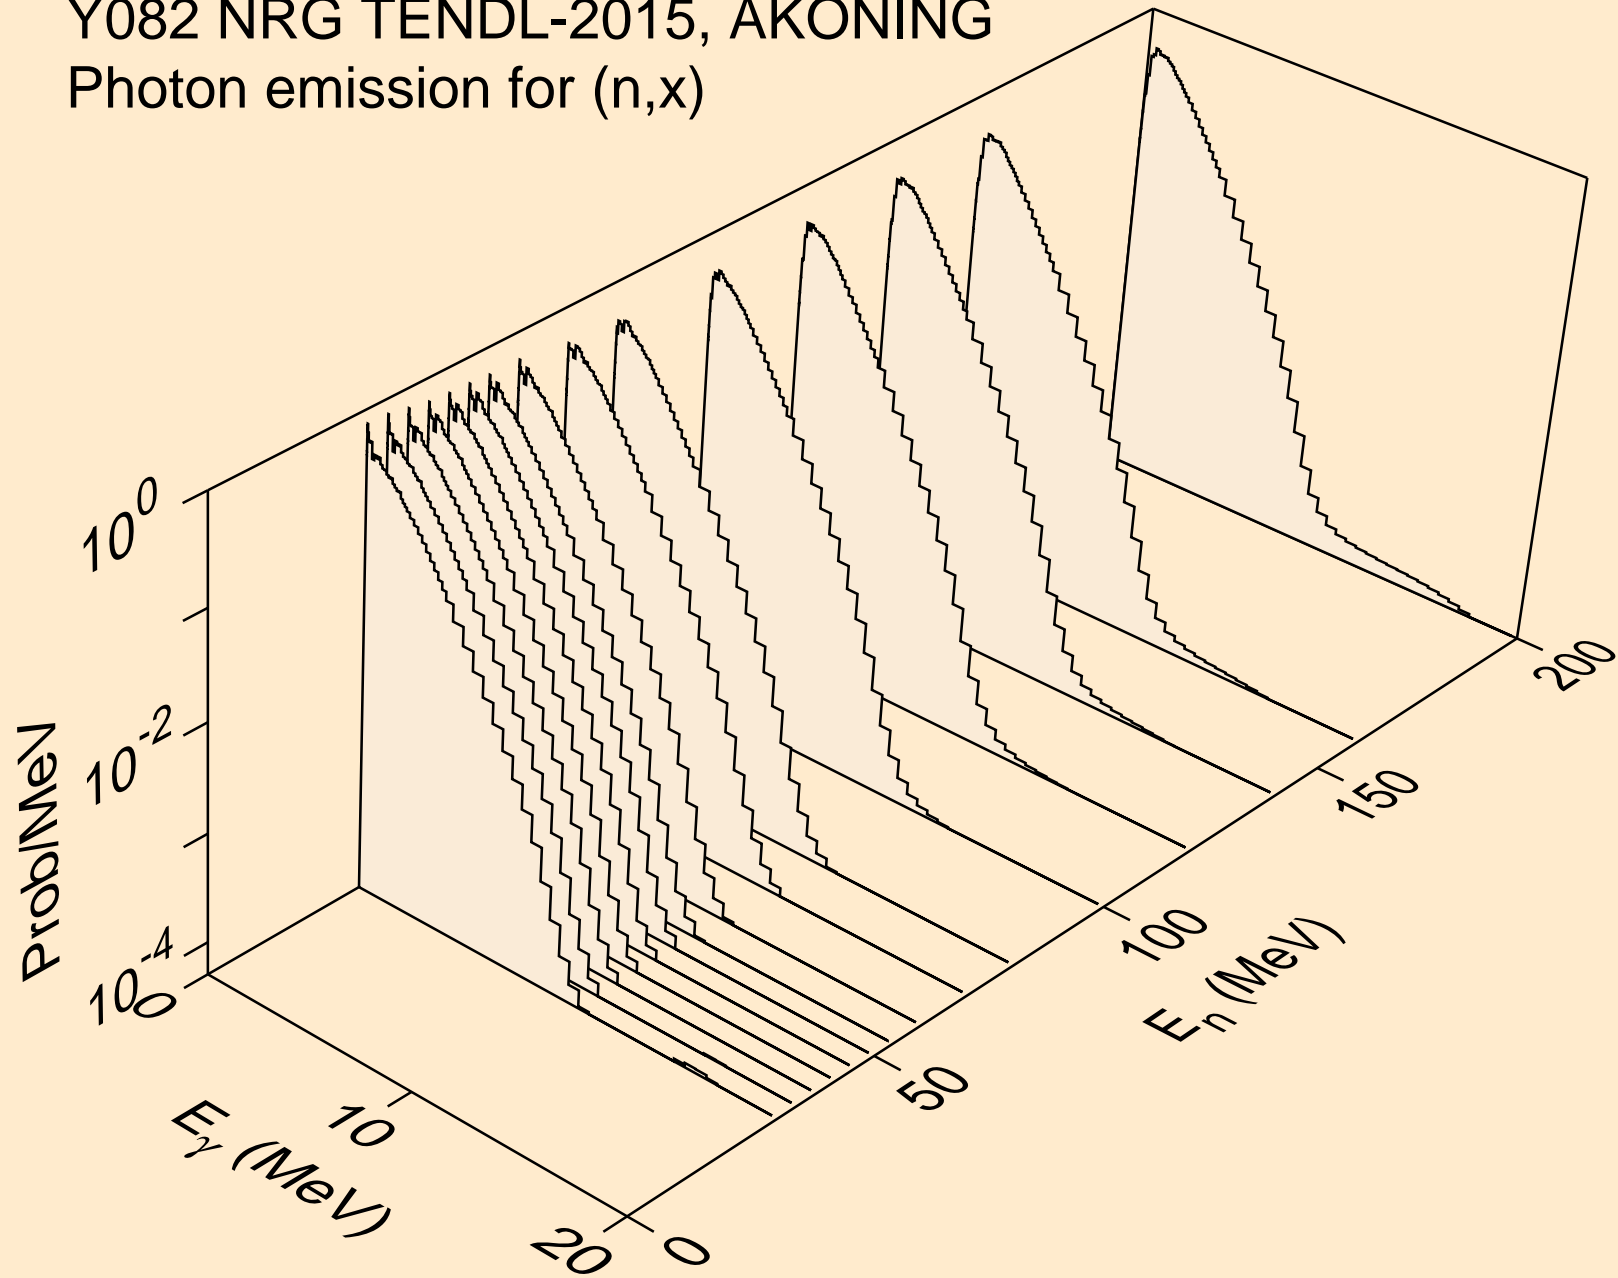 Y082 NRG TENDL-2015, AKONING
Photon emission for (n,x)
10^0
10^-2
10^-4
Prob/MeV
0
10
20
E_γ (MeV)
0
50
100
150
200
E_n (MeV)